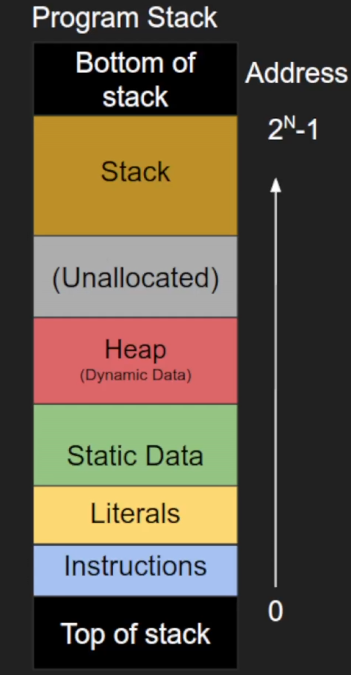 Program Stack
Bottom of
stack
Address
2ᴺ-1
Stack
(Unallocated)
Heap
(Dynamic Data)
Static Data
Literals
Instructions
0
Top of stack